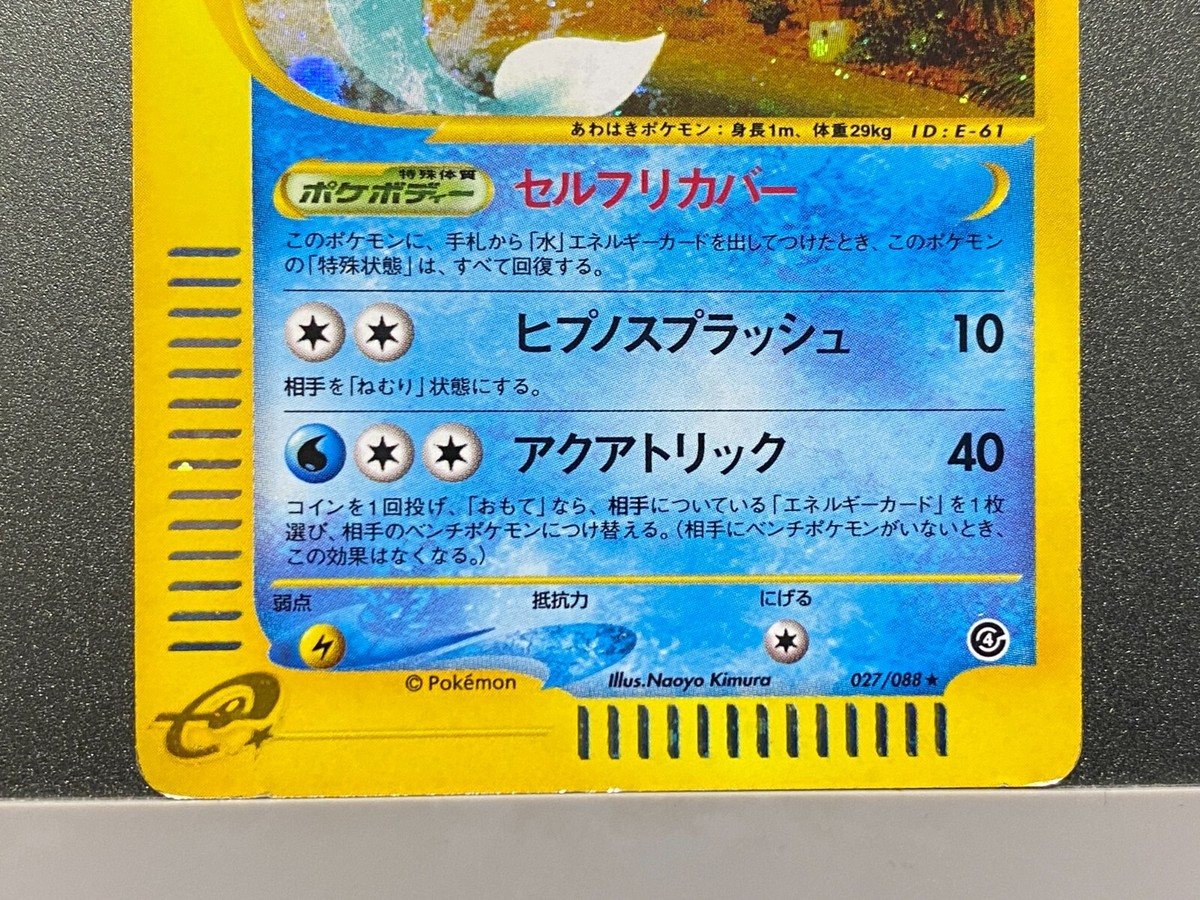 あわはきポケモン：身長1m、体重29kg ID:E-61
特殊体質
ポケボディー セルフリカバー
このポケモンに、手札から「水」エネルギーカードを出してつけたとき、このポケモン
の「特殊状態」は、すべて回復する。
ヒプノスプラッシュ 10
相手を「ねむり」状態にする。
アクアトリック 40
コインを1回投げ、「おもて」なら、相手についている「エネルギーカード」を1枚
選び、相手のベンチポケモンにつけ替える。（相手にベンチポケモンがいないとき、
この効果はなくなる。）
弱点 抵抗力 にげる
4
© Pokémon Illus.Naoyo Kimura 027/088★
e